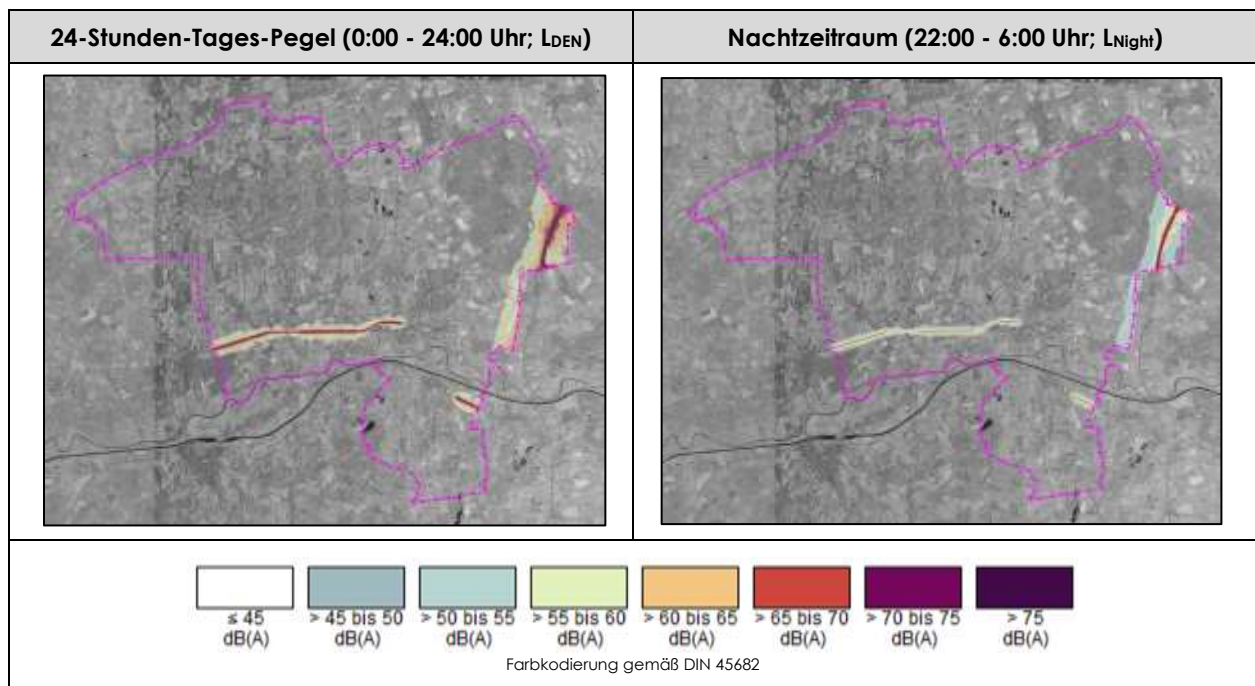 24-Stunden-Tages-Pegel (0:00 - 24:00 Uhr; LDEN)
Nachtzeitraum (22:00 - 6:00 Uhr; LNight)
≤ 45
dB(A)
> 45 bis 50
dB(A)
> 50 bis 55
dB(A)
> 55 bis 60
dB(A)
> 60 bis 65
dB(A)
> 65 bis 70
dB(A)
> 70 bis 75
dB(A)
> 75
dB(A)
Farbkodierung gemäß DIN 45682